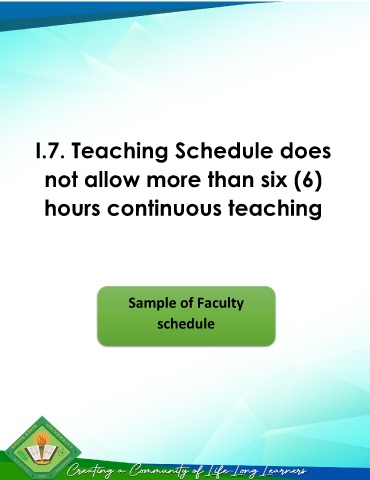 I.7. Teaching Schedule does
not allow more than six (6)
hours continuous teaching
Sample of Faculty
schedule
Creating a Community of Life Long Learners